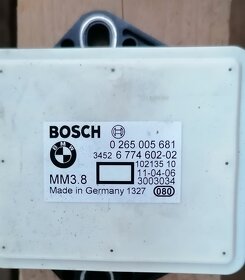 BOSCH
0 265 005 681
BMW
3452 6 774 602-02
102135 10
11-04-06
MM3.8 3003034
Made in Germany 1327 080